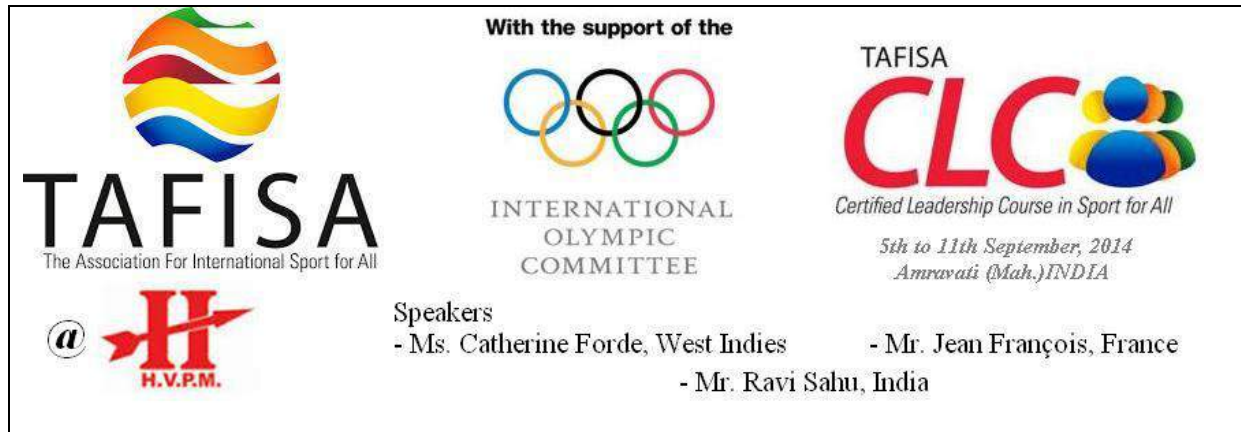 TAFISA
The Association For International Sport for All
With the support of the
INTERNATIONAL
OLYMPIC
COMMITTEE
TAFISA
CLC
Certified Leadership Course in Sport for All
5th to 11th September, 2014
Amravati (Mah.)INDIA
@ H
H.V.P.M.
Speakers
- Ms. Catherine Forde, West Indies - Mr. Jean François, France
- Mr. Ravi Sahu, India